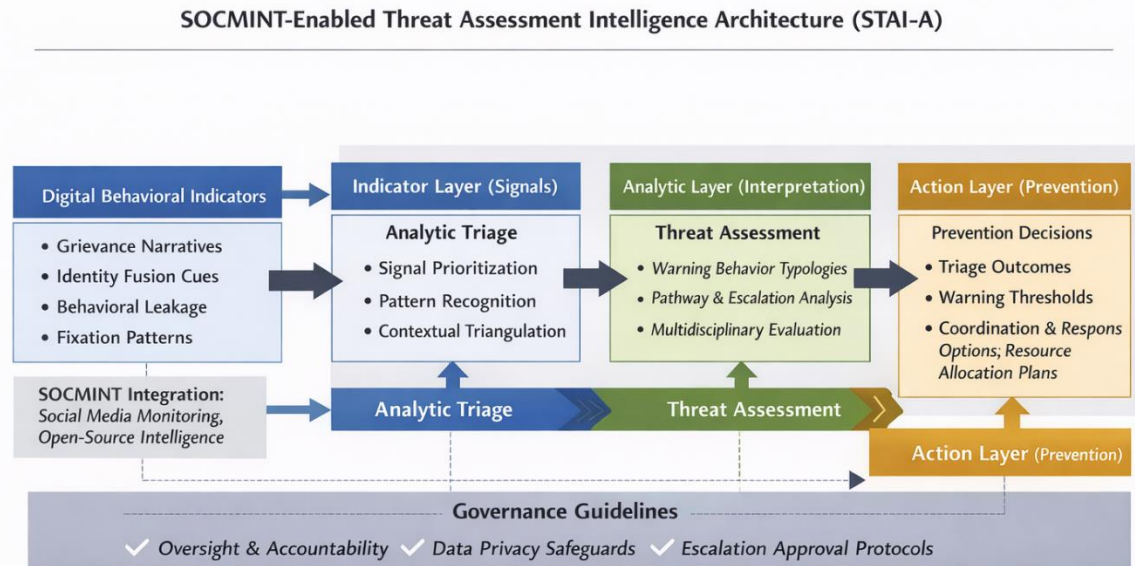 SOCMINT-Enabled Threat Assessment Intelligence Architecture (STAI-A)
Digital Behavioral Indicators
• Grievance Narratives
• Identity Fusion Cues
• Behavioral Leakage
• Fixation Patterns
SOCMINT Integration:
Social Media Monitoring,
Open-Source Intelligence
Indicator Layer (Signals)
Analytic Triage
• Signal Prioritization
• Pattern Recognition
• Contextual Triangulation
Analytic Layer (Interpretation)
Threat Assessment
• Warning Behavior Typologies
• Pathway & Escalation Analysis
• Multidisciplinary Evaluation
Action Layer (Prevention)
Prevention Decisions
• Triage Outcomes
• Warning Thresholds
• Coordination & Respons
Options; Resource
Allocation Plans
Analytic Triage
Threat Assessment
Action Layer (Prevention)
Governance Guidelines
✓ Oversight & Accountability ✓ Data Privacy Safeguards ✓ Escalation Approval Protocols